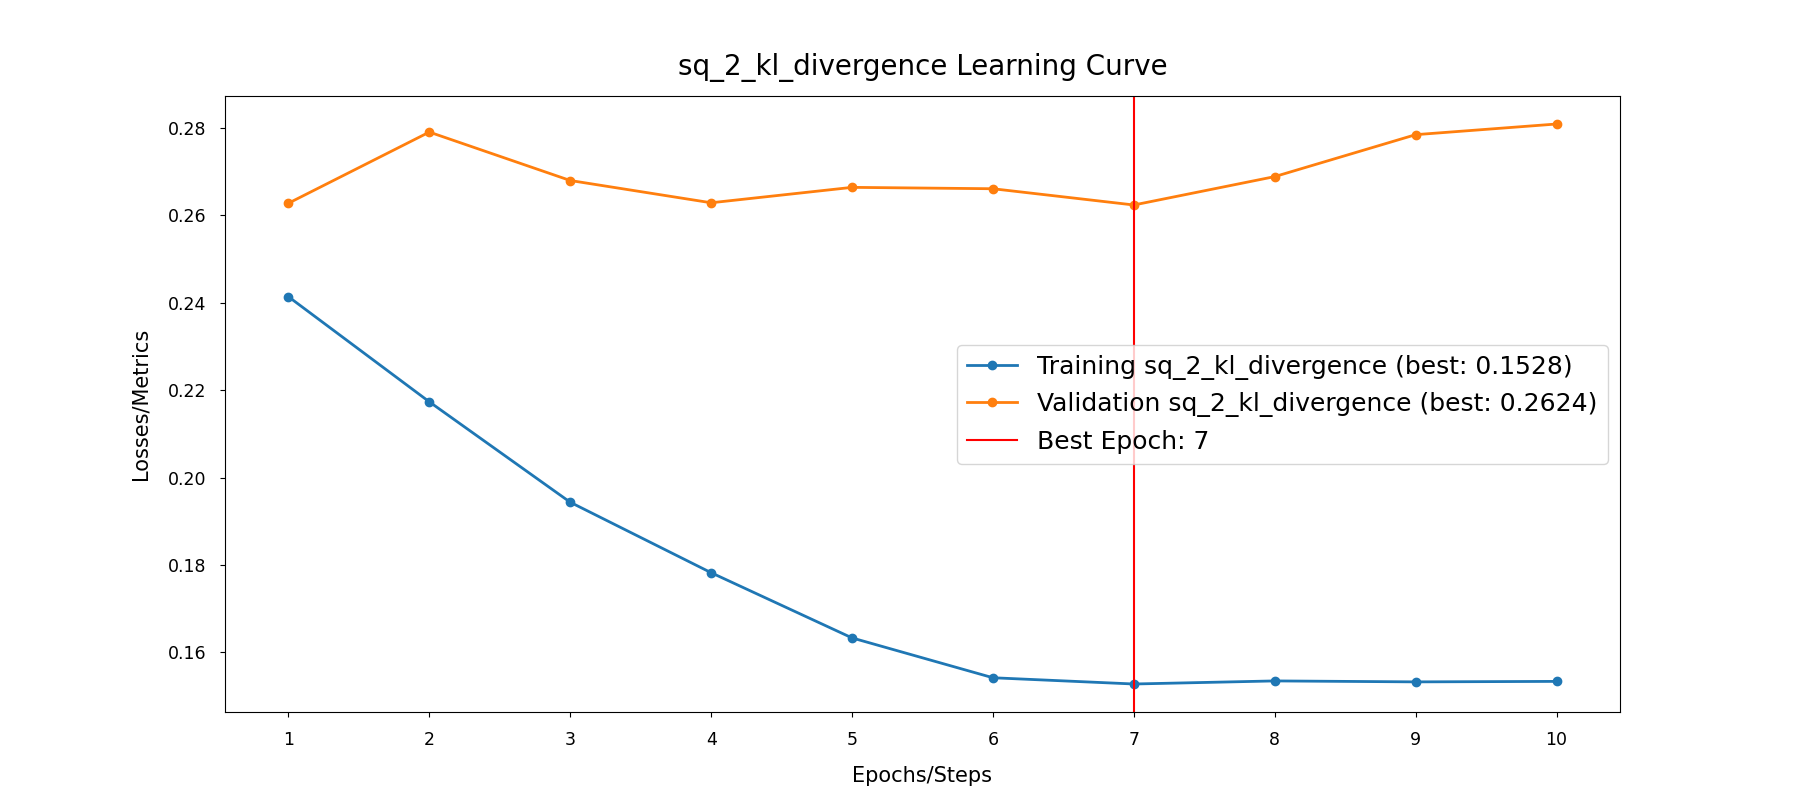 sq_2_kl_divergence Learning Curve
0.28
0.26
0.24
0.22
0.20
0.18
0.16
Losses/Metrics
Training sq_2_kl_divergence (best: 0.1528)
Validation sq_2_kl_divergence (best: 0.2624)
Best Epoch: 7
1 2 3 4 5 6 7 8 9 10
Epochs/Steps